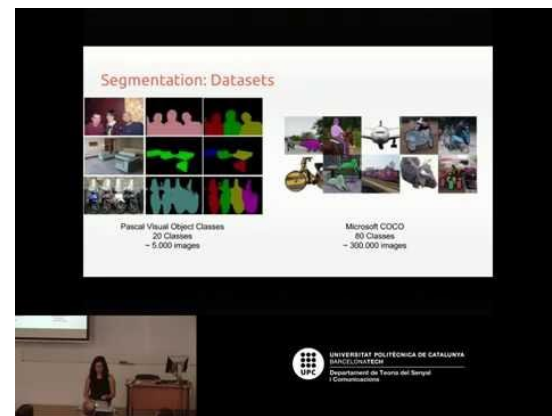 Segmentation: Datasets
Pascal Visual Object Classes
20 Classes
~ 5.000 images
Microsoft COCO
80 Classes
~ 300.000 images
UPC
UNIVERSITAT POLITÈCNICA DE CATALUNYA
BARCELONATECH
Departament de Teoria del Senyal
i Comunicacions